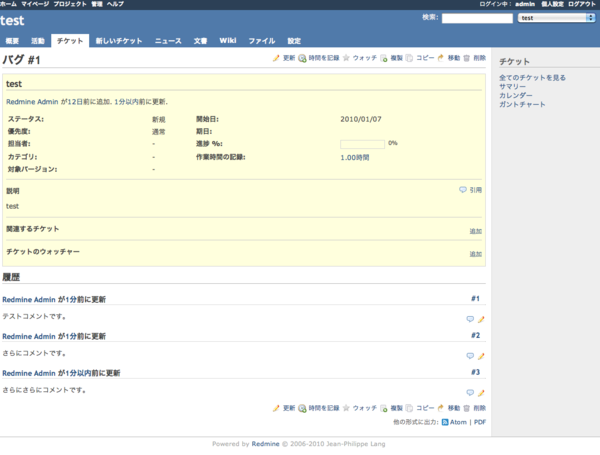 ホーム マイページ プロジェクト 管理 ヘルプ ログイン中: admin 個人設定 ログアウト
test 検索: test
概要 活動 チケット 新しいチケット ニュース 文書 Wiki ファイル 設定
バグ #1 更新 時間を記録 ウォッチ 複製 コピー 移動 削除
test
Redmine Admin が12日前に追加. 1分以内前に更新.
ステータス: 新規 開始日: 2010/01/07
優先度: 通常 期日:
担当者: - 進捗 %: 0%
カテゴリ: - 作業時間の記録: 1.00時間
対象バージョン: -
説明 引用
test
関連するチケット 追加
チケットのウォッチャー 追加
履歴
Redmine Admin が1分前に更新 #1
テストコメントです。
Redmine Admin が1分前に更新 #2
さらにコメントです。
Redmine Admin が1分以内前に更新 #3
さらにさらにコメントです。
更新 時間を記録 ウォッチ 複製 コピー 移動 削除
他の形式に出力: Atom | PDF
チケット
全てのチケットを見る
サマリー
カレンダー
ガントチャート
Powered by Redmine © 2006-2010 Jean-Philippe Lang